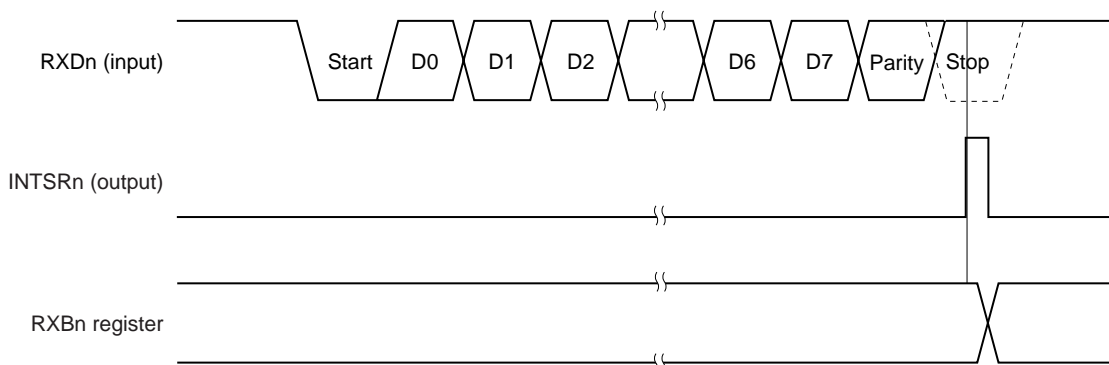 RXDn (input) Start D0 D1 D2 D6 D7 Parity Stop
INTSRn (output)
RXBn register